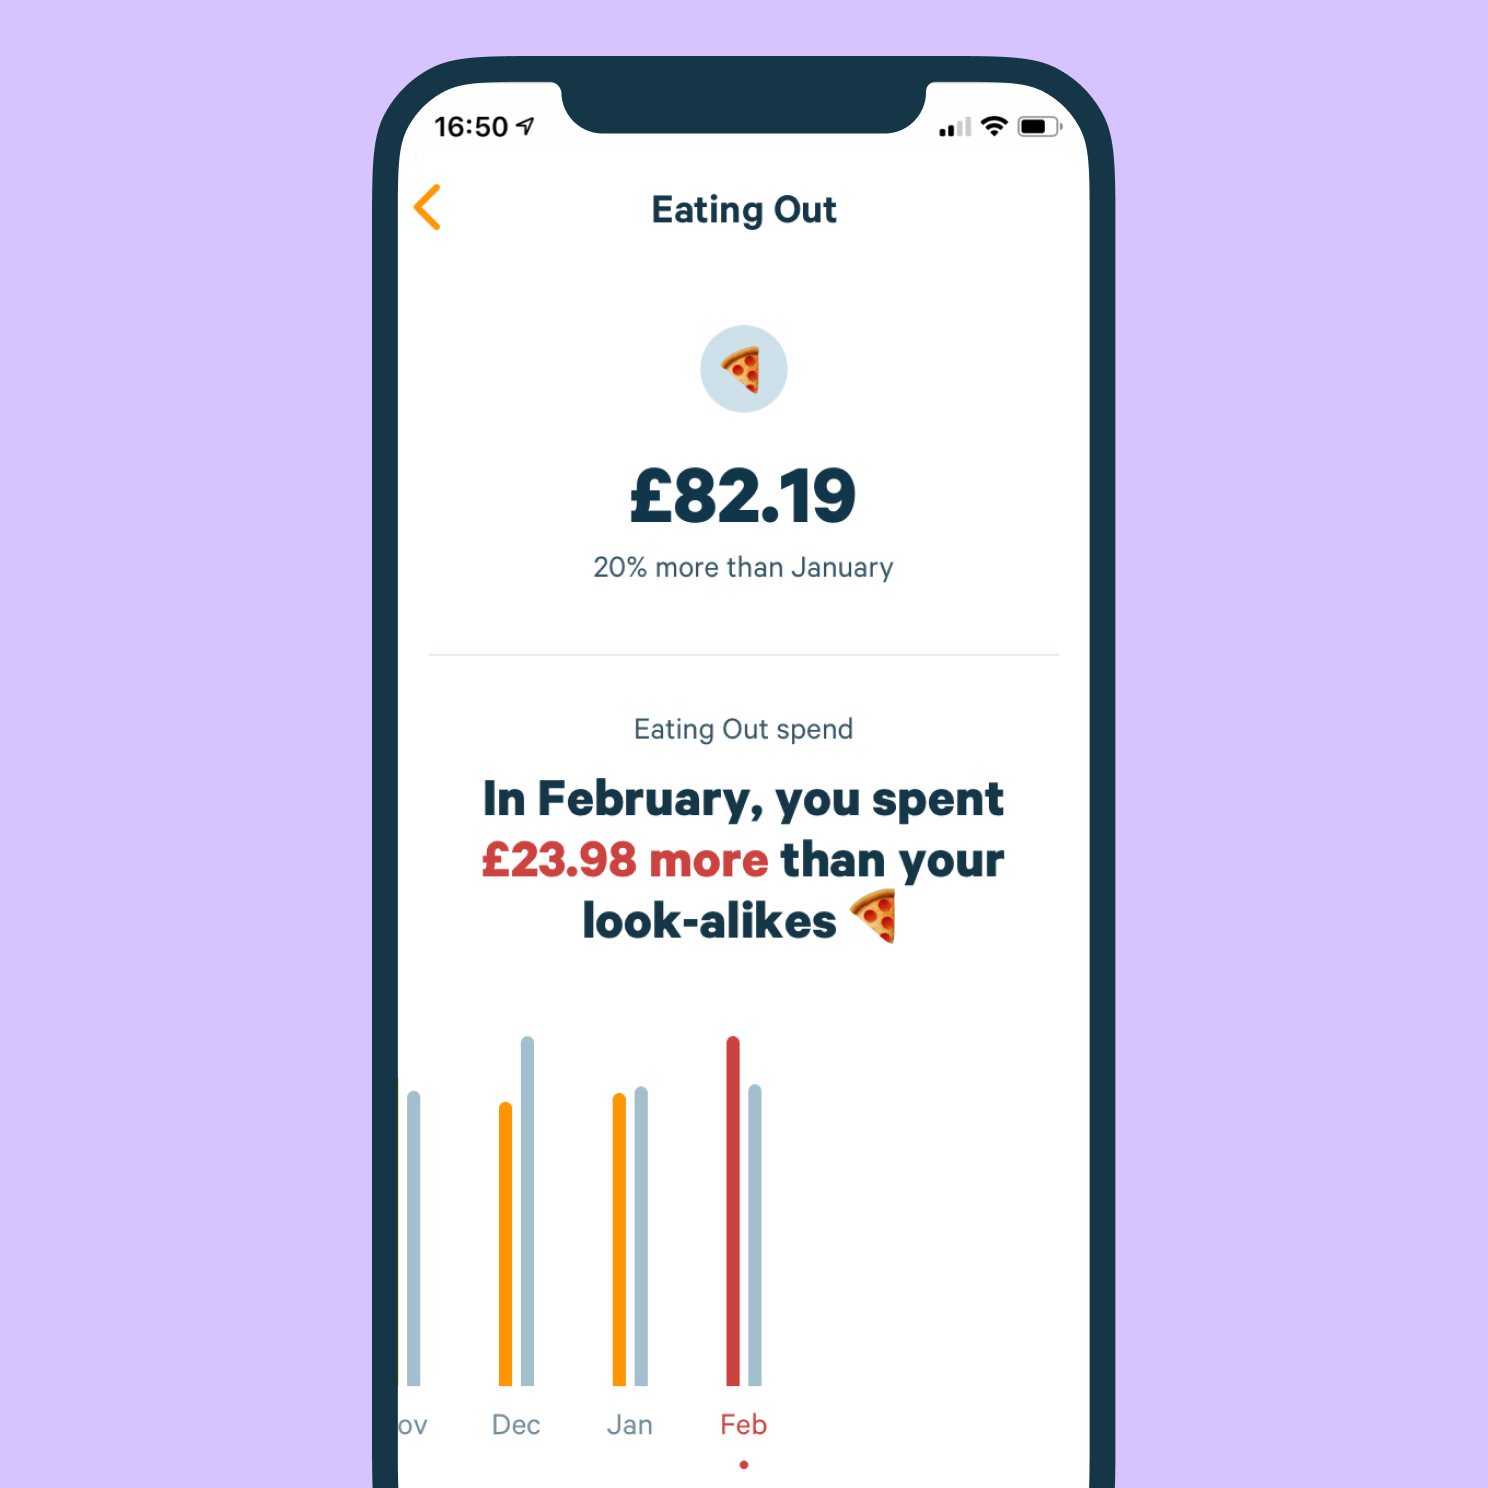 16:50
Eating Out
£82.19
20% more than January
Eating Out spend
In February, you spent
£23.98 more than your
look-alikes
ov Dec Jan Feb